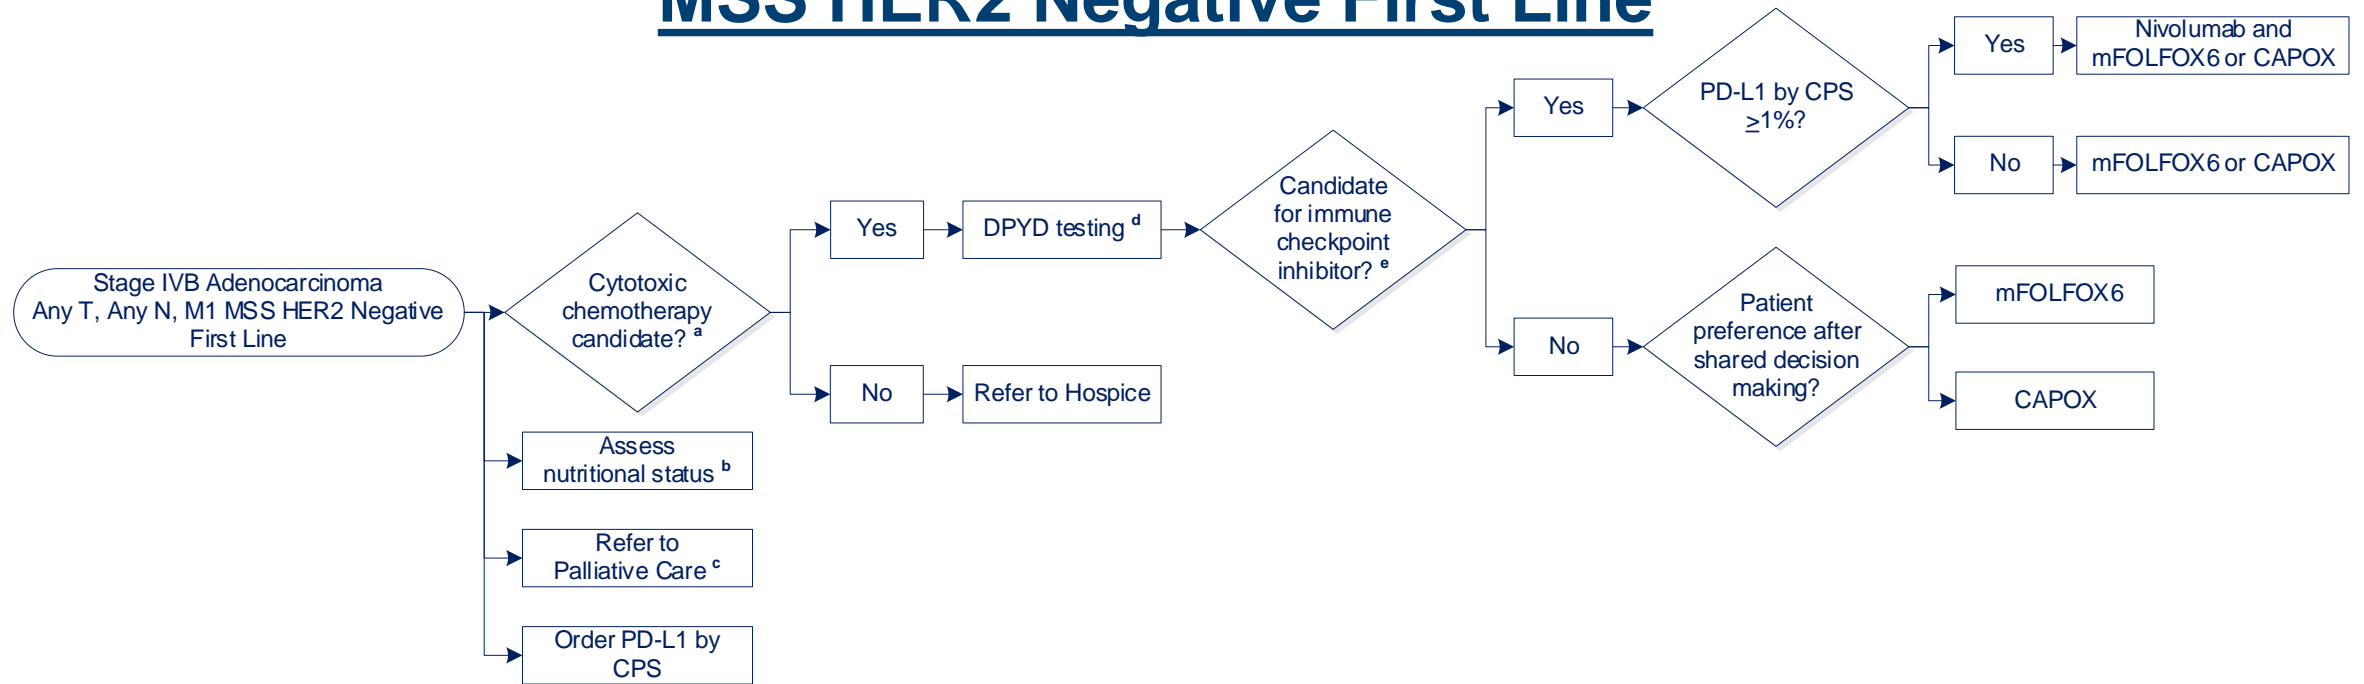 MSS HER2 Negative First Line
Stage IVB Adenocarcinoma
Any T, Any N, M1 MSS HER2 Negative
First Line
Cytotoxic
chemotherapy
candidate? a
Assess
nutritional status b
Refer to
Palliative Care c
Order PD-L1 by
CPS
Yes
DPYD testing d
No
Refer to Hospice
Candidate
for immune
checkpoint
inhibitor? e
Yes
PD-L1 by CPS
≥1%?
Yes
Nivolumab and
mFOLFOX6 or CAPOX
No
mFOLFOX6 or CAPOX
No
Patient
preference after
shared decision
making?
mFOLFOX6
CAPOX